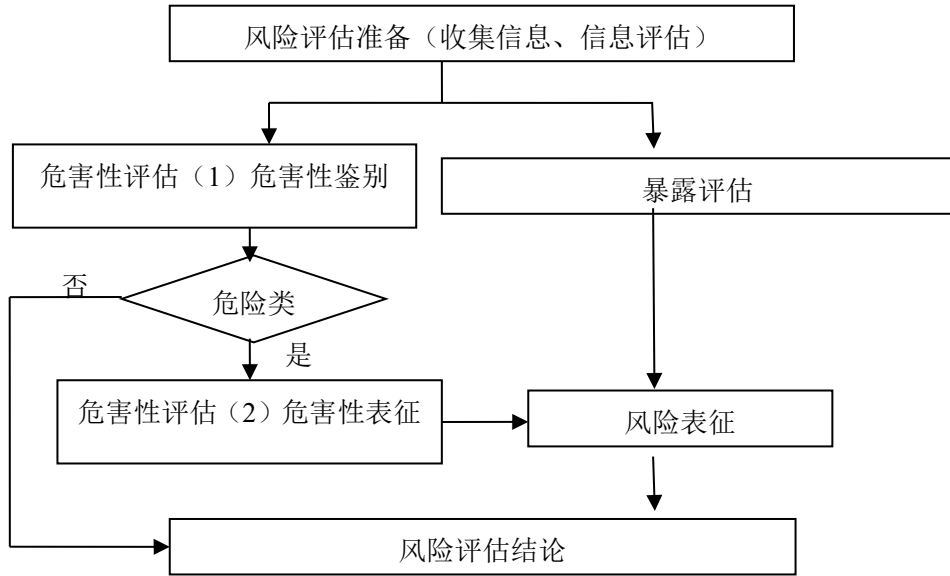 风险评估准备（收集信息、信息评估）
危害性评估（1）危害性鉴别
暴露评估
否
危险类
是
危害性评估（2）危害性表征
风险表征
风险评估结论